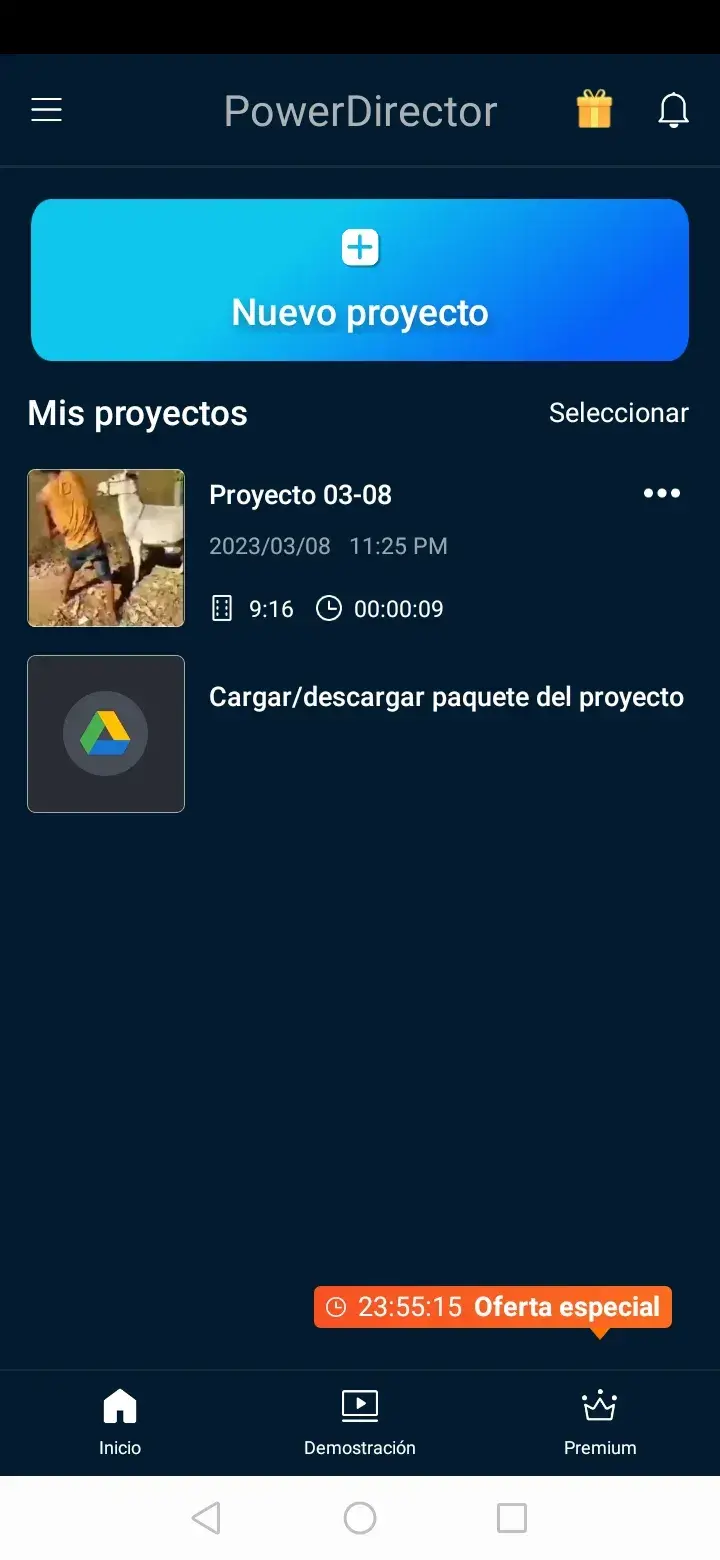 PowerDirector
Nuevo proyecto
Mis proyectos
Seleccionar
Proyecto 03-08
2023/03/08 11:25 PM
9:16 00:00:09
Cargar/descargar paquete del proyecto
23:55:15 Oferta especial
Inicio
Demostración
Premium